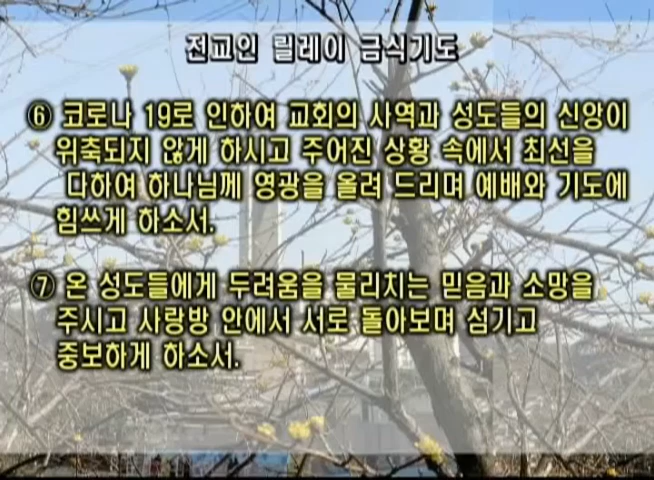 전교인 릴레이 금식기도
⑥ 코로나 19로 인하여 교회의 사역과 성도들의 신앙이
위축되지 않게 하시고 주어진 상황 속에서 최선을
다하여 하나님께 영광을 올려 드리며 예배와 기도에
힘쓰게 하소서.
⑦ 온 성도들에게 두려움을 물리치는 믿음과 소망을
주시고 사랑방 안에서 서로 돌아보며 섬기고
중보하게 하소서.